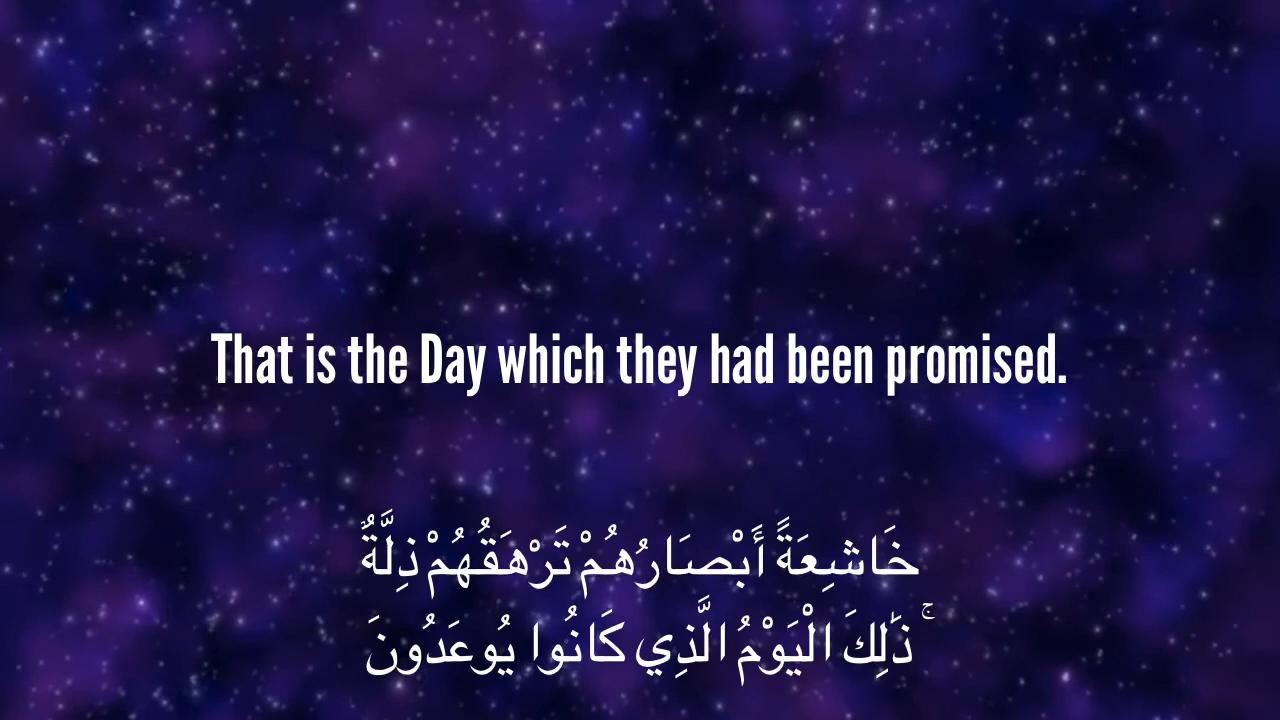 That is the Day which they had been promised.
خَاشِعَةً أَبْصَارُهُمْ تَرْهَقُهُمْ ذِلَّةٌ
ۚ ذَٰلِكَ الْيَوْمُ الَّذِي كَانُوا يُوعَدُونَ